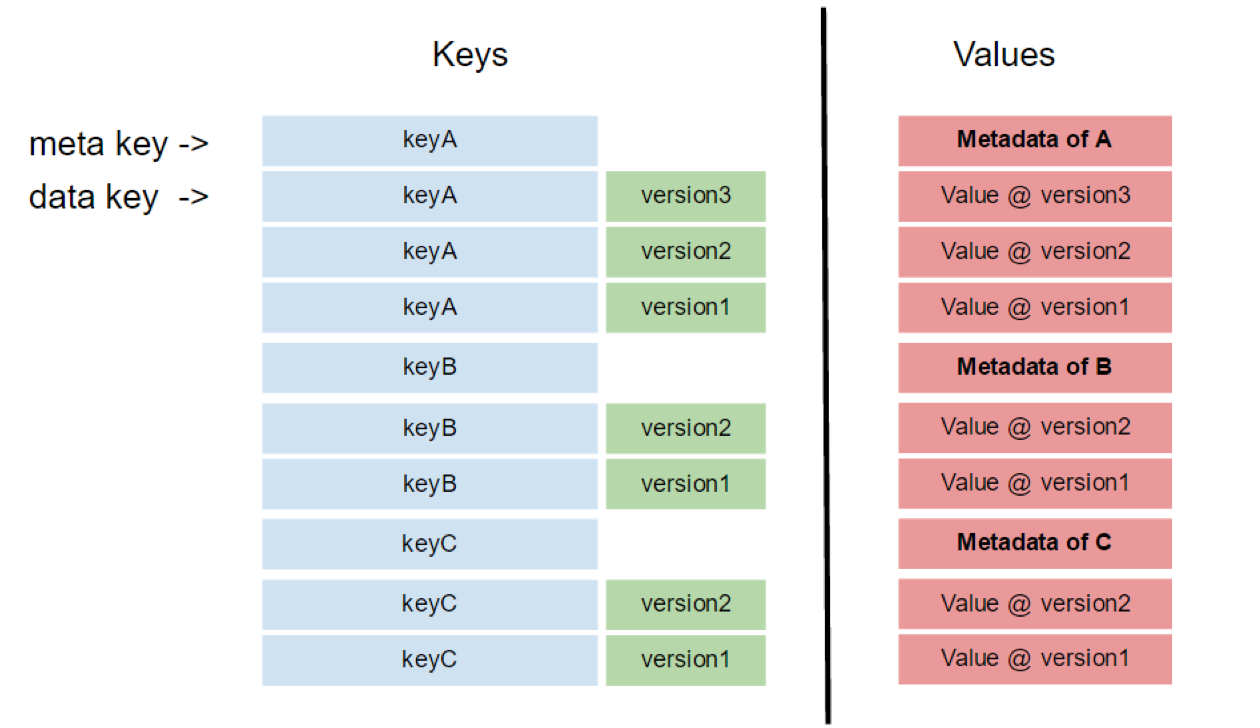 Keys Values
meta key -> keyA Metadata of A
data key -> keyA version3 Value @ version3
keyA version2 Value @ version2
keyA version1 Value @ version1
keyB Metadata of B
keyB version2 Value @ version2
keyB version1 Value @ version1
keyC Metadata of C
keyC version2 Value @ version2
keyC version1 Value @ version1